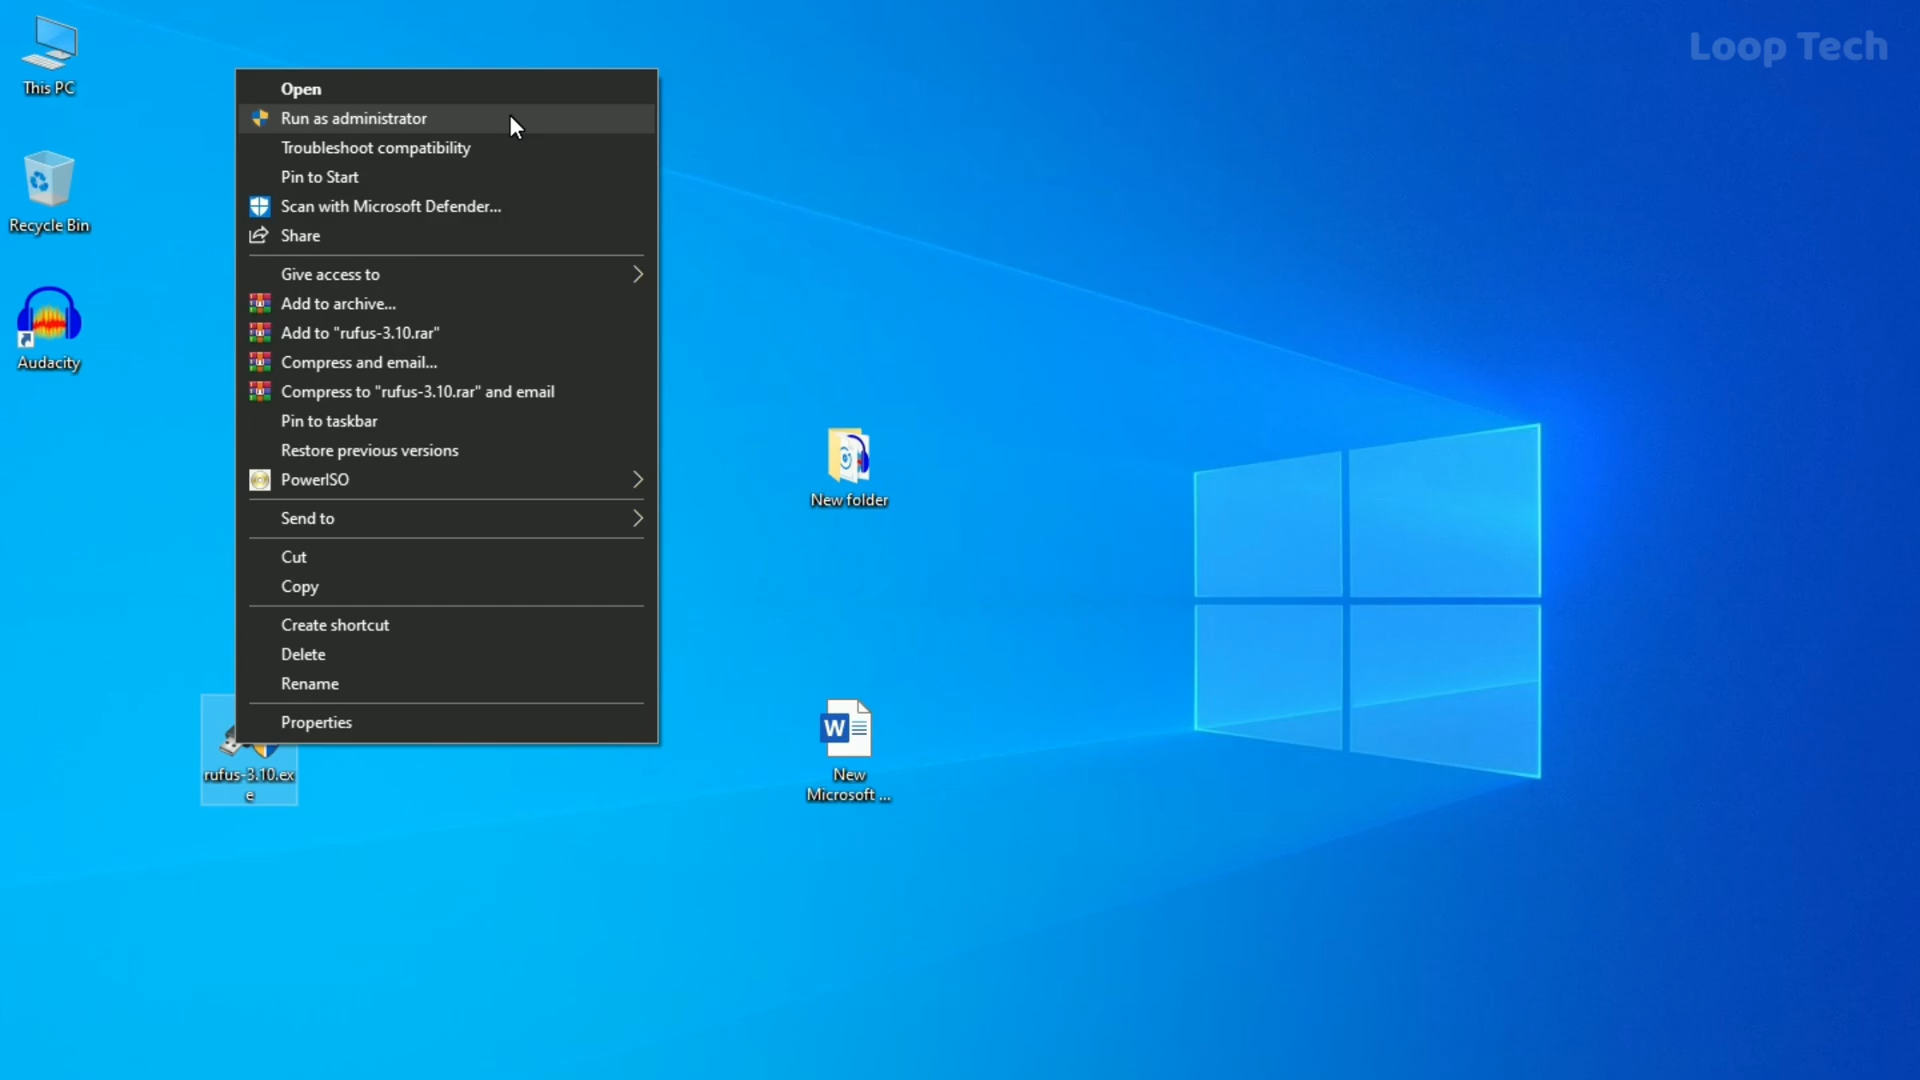 Loop Tech
This PC
Recycle Bin
Audacity
Open
Run as administrator
Troubleshoot compatibility
Pin to Start
Scan with Microsoft Defender...
Share
Give access to
Add to archive...
Add to "rufus-3.10.rar"
Compress and email...
Compress to "rufus-3.10.rar" and email
Pin to taskbar
Restore previous versions
PowerISO
Send to
Cut
Copy
Create shortcut
Delete
Rename
Properties
rufus-3.10.ex
e
New folder
W
New
Microsoft ...